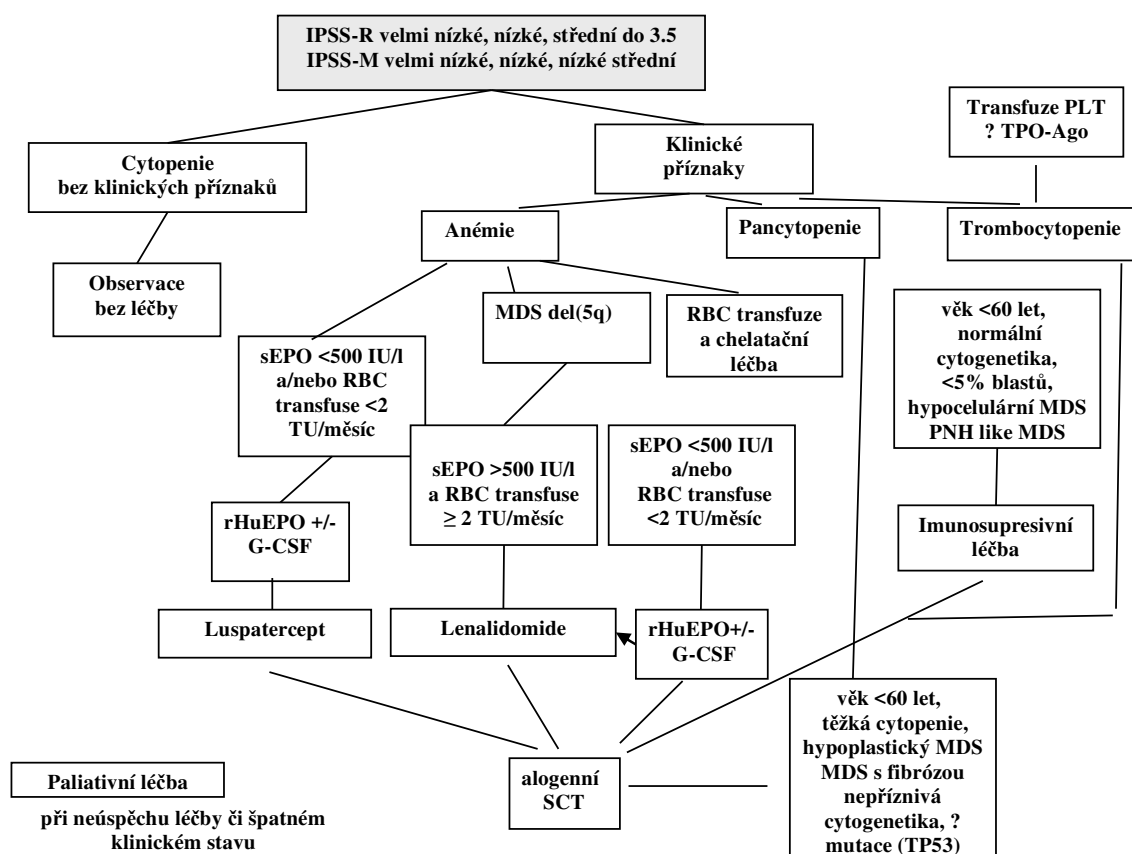 IPSS-R velmi nízké, nízké, střední do 3.5
IPSS-M velmi nízké, nízké, nízké střední
Transfuze PLT
? TPO-Ago
Klinické
příznaky
Cytopenie
bez klinických příznaků
Anémie
Pancytopenie
Trombocytopenie
Observace
bez léčby
MDS del(5q)
RBC transfuze
a chelatační
léčba
věk <60 let,
normální
cytogenetika,
<5% blastů,
hypocelulární MDS
PNH like MDS
sEPO <500 IU/l
a/nebo RBC
transfuse <2
TU/měsíc
sEPO >500 IU/l
a RBC transfuse
≥ 2 TU/měsíc
sEPO <500 IU/l
a/nebo
RBC transfuse
<2 TU/měsíc
rHuEPO +/-
G-CSF
Imunosupresivní
léčba
Luspatercept
Lenalidomide
rHuEPO+/-
G-CSF
věk <60 let,
těžká cytopenie,
hypoplastický MDS
MDS s fibrózou
nepříznivá
cytogenetika, ?
mutace (TP53)
alogenní
SCT
Paliativní léčba
při neúspěchu léčby či špatném
klinickém stavu